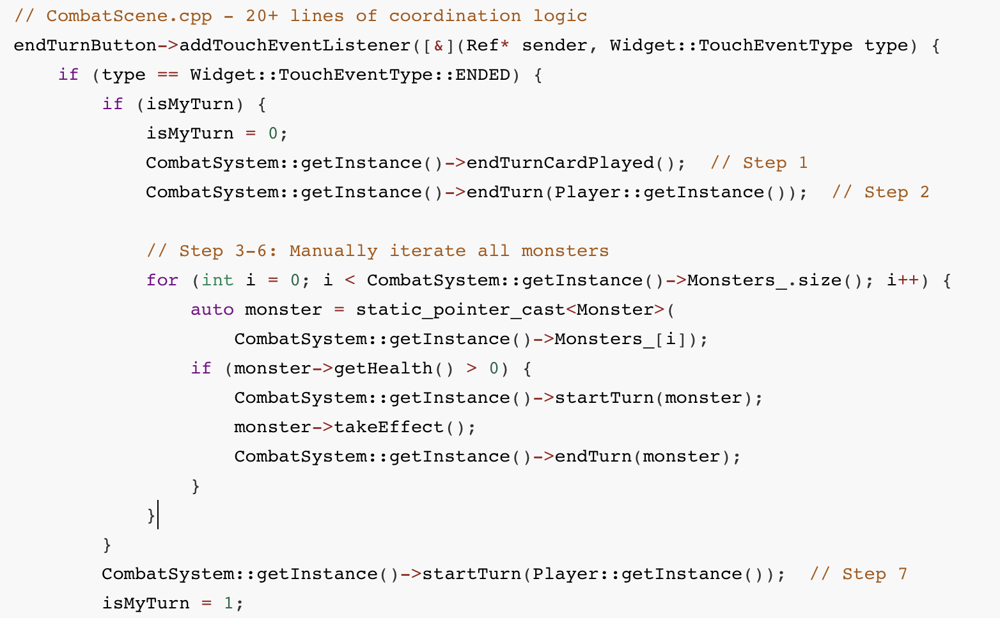 // CombatScene.cpp - 20+ lines of coordination logic
endTurnButton->addTouchEventListener([&](Ref* sender, Widget::TouchEventType type) {
    if (type == Widget::TouchEventType::ENDED) {
        if (isMyTurn) {
            isMyTurn = 0;
            CombatSystem::getInstance()->endTurnCardPlayed();  // Step 1
            CombatSystem::getInstance()->endTurn(Player::getInstance());  // Step 2

            // Step 3-6: Manually iterate all monsters
            for (int i = 0; i < CombatSystem::getInstance()->Monsters_.size(); i++) {
                auto monster = static_pointer_cast<Monster>(
                    CombatSystem::getInstance()->Monsters_[i]);
                if (monster->getHealth() > 0) {
                    CombatSystem::getInstance()->startTurn(monster);
                    monster->takeEffect();
                    CombatSystem::getInstance()->endTurn(monster);
                }
            }
        }
        CombatSystem::getInstance()->startTurn(Player::getInstance());  // Step 7
        isMyTurn = 1;